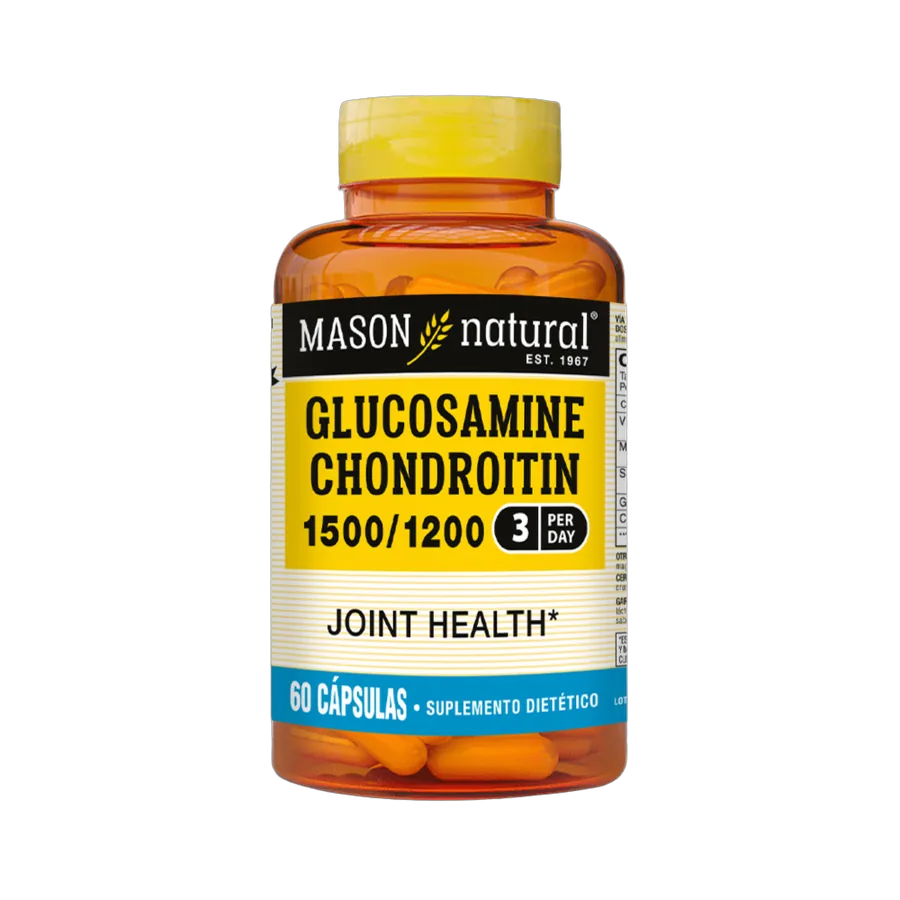 MASON natural®
EST. 1967
GLUCOSAMINE
CHONDROITIN
1500/1200 3 PER DAY
JOINT HEALTH*
60 CÁPSULAS • SUPLEMENTO DIETÉTICO